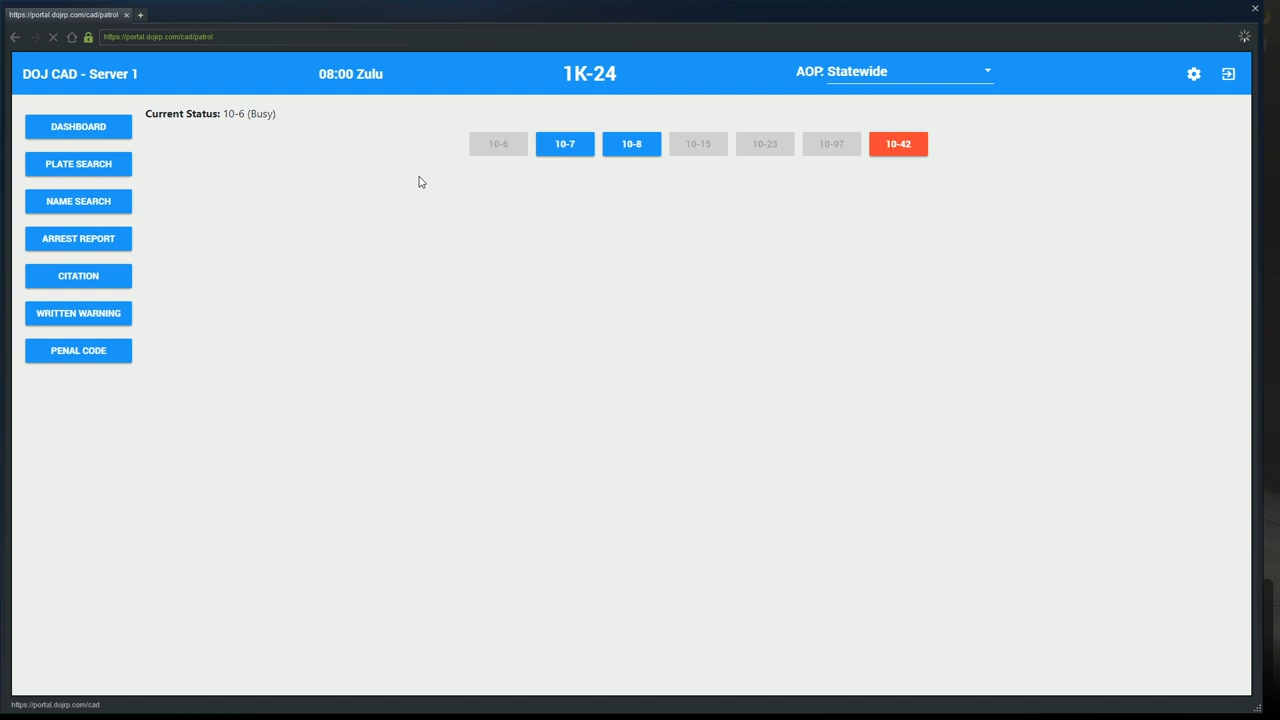 https://portal.dojrp.com/cad/patrol
https://portal.dojrp.com/cad/patrol
DOJ CAD - Server 1
08:00 Zulu
1K-24
AOP: Statewide
Current Status: 10-6 (Busy)
10-6
10-7
10-8
10-15
10-23
10-97
10-42
DASHBOARD
PLATE SEARCH
NAME SEARCH
ARREST REPORT
CITATION
WRITTEN WARNING
PENAL CODE
https://portal.dojrp.com/cad